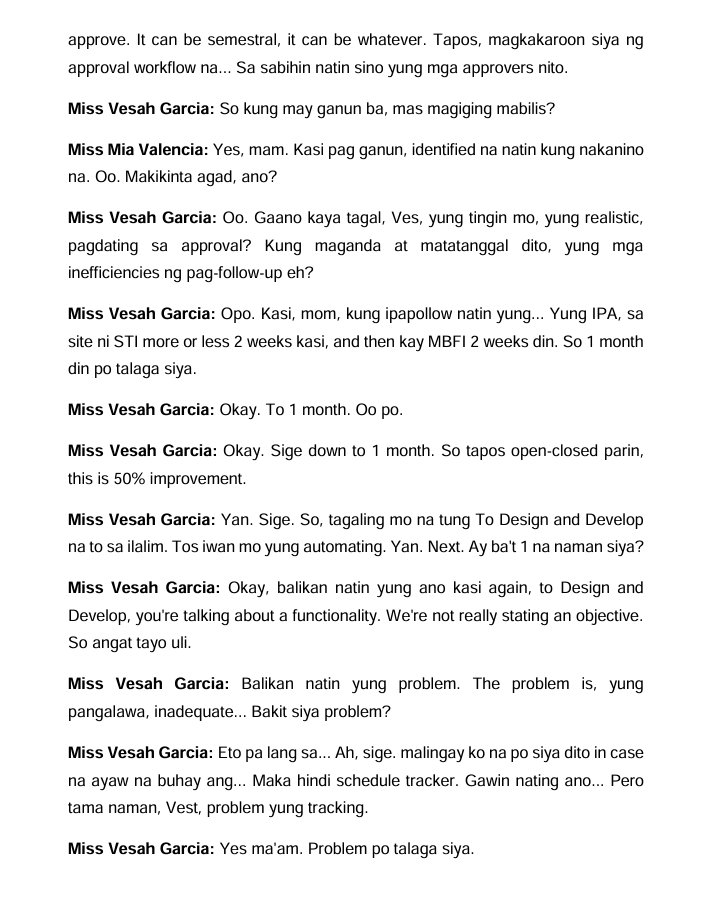 approve. It can be semestral, it can be whatever. Tapos, magkakaroon siya ng
approval workflow na... Sa sabihin natin sino yung mga approvers nito.
Miss Vesah Garcia: So kung may ganun ba, mas magiging mabilis?
Miss Mia Valencia: Yes, mam. Kasi pag ganun, identified na natin kung nakanino
na. Oo. Makikinta agad, ano?
Miss Vesah Garcia: Oo. Gaano kaya tagal, Ves, yung tingin mo, yung realistic,
pagdating sa approval? Kung maganda at matatanggal dito, yung mga
inefficiencies ng pag-follow-up eh?
Miss Vesah Garcia: Opo. Kasi, mom, kung ipapollow natin yung... Yung IPA, sa
site ni STI more or less 2 weeks kasi, and then kay MBFI 2 weeks din. So 1 month
din po talaga siya.
Miss Vesah Garcia: Okay. To 1 month. Oo po.
Miss Vesah Garcia: Okay. Sige down to 1 month. So tapos open-closed parin,
this is 50% improvement.
Miss Vesah Garcia: Yan. Sige. So, tagaling mo na tung To Design and Develop
na to sa ilalim. Tos iwan mo yung automating. Yan. Next. Ay ba't 1 na naman siya?
Miss Vesah Garcia: Okay, balikan natin yung ano kasi again, to Design and
Develop, you're talking about a functionality. We're not really stating an objective.
So angat tayo uli.
Miss Vesah Garcia: Balikan natin yung problem. The problem is, yung
pangalawa, inadequate... Bakit siya problem?
Miss Vesah Garcia: Eto pa lang sa... Ah, sige. malingay ko na po siya dito in case
na ayaw na buhay ang... Maka hindi schedule tracker. Gawin nating ano... Pero
tama naman, Vest, problem yung tracking.
Miss Vesah Garcia: Yes ma'am. Problem po talaga siya.